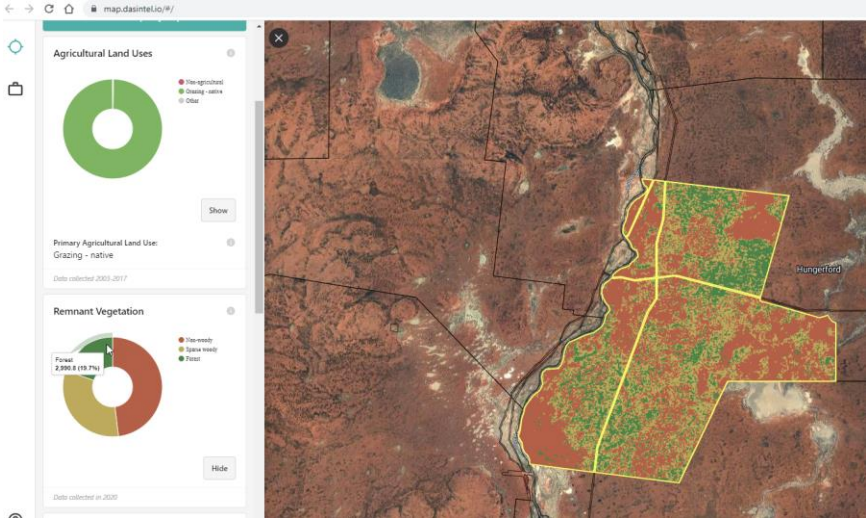 map.dasintel.io/#/
Agricultural Land Uses
Non-agricultural
Grazing - native
Other
Show
Primary Agricultural Land Use:
Grazing - native
Data collected 2003-2017
Remnant Vegetation
Non-woody
Sparse woody
Forest
Forest
2,990.8 (19.7%)
Hide
Data collected in 2020
Hungerford